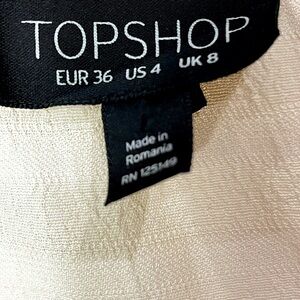 TOPSHOP
EUR 36 US 4 UK 8
Made in
Romania
RN 125149